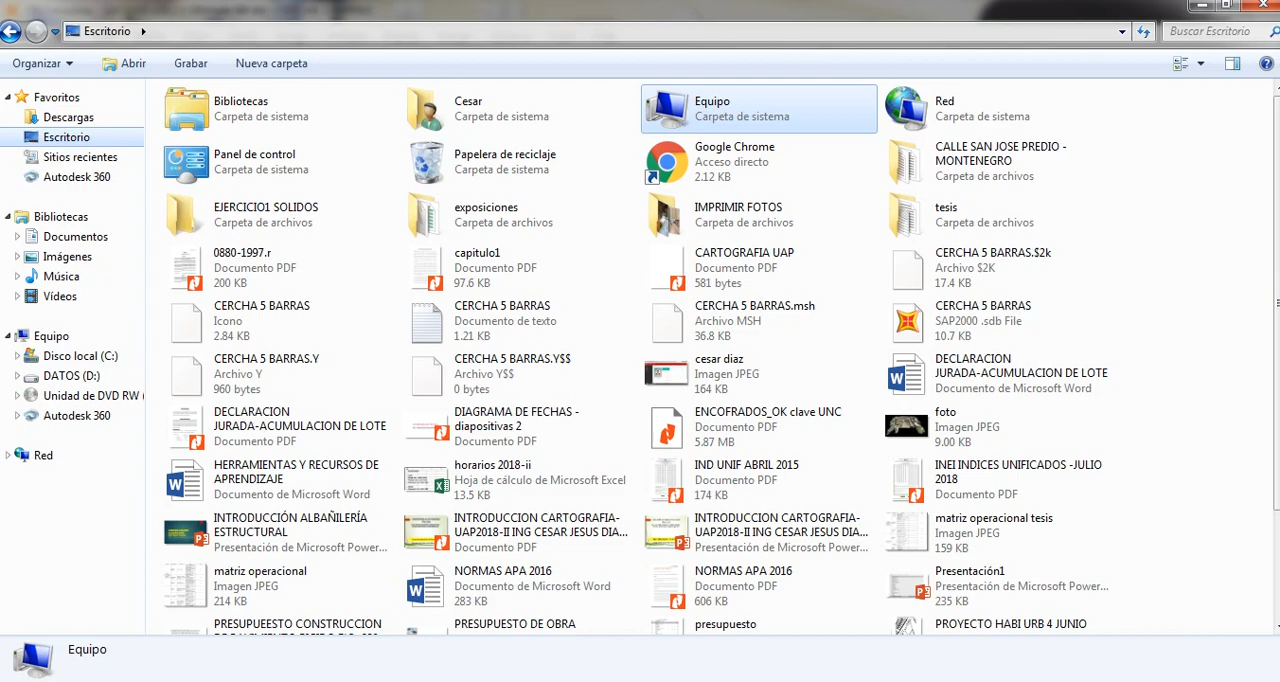 Escritorio
Buscar Escritorio
Organizar
Abrir
Grabar
Nueva carpeta
Favoritos
Descargas
Escritorio
Sitios recientes
Autodesk 360
Bibliotecas
Documentos
Imágenes
Música
Vídeos
Equipo
Disco local (C:)
DATOS (D:)
Unidad de DVD RW (
Autodesk 360
Red
Bibliotecas
Carpeta de sistema
Cesar
Carpeta de sistema
Equipo
Carpeta de sistema
Red
Carpeta de sistema
Panel de control
Carpeta de sistema
Papelera de reciclaje
Carpeta de sistema
Google Chrome
Acceso directo
2.12 KB
CALLE SAN JOSE PREDIO -
MONTENEGRO
Carpeta de archivos
EJERCICIO1 SOLIDOS
Carpeta de archivos
exposiciones
Carpeta de archivos
IMPRIMIR FOTOS
Carpeta de archivos
tesis
Carpeta de archivos
0880-1997.r
Documento PDF
200 KB
capitulo1
Documento PDF
97.6 KB
CARTOGRAFIA UAP
Documento PDF
581 bytes
CERCHA 5 BARRAS.$2k
Archivo $2K
17.4 KB
CERCHA 5 BARRAS
Icono
2.84 KB
CERCHA 5 BARRAS
Documento de texto
1.21 KB
CERCHA 5 BARRAS.msh
Archivo MSH
36.8 KB
CERCHA 5 BARRAS
SAP2000 .sdb File
10.7 KB
CERCHA 5 BARRAS.Y
Archivo Y
960 bytes
CERCHA 5 BARRAS.Y$$
Archivo Y$$
0 bytes
cesar diaz
Imagen JPEG
164 KB
DECLARACION
JURADA-ACUMULACION DE LOTE
Documento de Microsoft Word
DECLARACION
JURADA-ACUMULACION DE LOTE
Documento PDF
DIAGRAMA DE FECHAS -
diapositivas 2
Documento PDF
ENCOFRADOS_OK clave UNC
Documento PDF
5.87 MB
foto
Imagen JPEG
9.00 KB
HERRAMIENTAS Y RECURSOS DE
APRENDIZAJE
Documento de Microsoft Word
horarios 2018-ii
Hoja de cálculo de Microsoft Excel
13.5 KB
IND UNIF ABRIL 2015
Documento PDF
174 KB
INEI INDICES UNIFICADOS -JULIO
2018
Documento PDF
INTRODUCCIÓN ALBAÑILERÍA
ESTRUCTURAL
Presentación de Microsoft Power...
INTRODUCCION CARTOGRAFIA-
UAP2018-II ING CESAR JESUS DIA...
Documento PDF
INTRODUCCION CARTOGRAFIA-
UAP2018-II ING CESAR JESUS DIA...
Presentación de Microsoft Power...
matriz operacional tesis
Imagen JPEG
159 KB
matriz operacional
Imagen JPEG
214 KB
NORMAS APA 2016
Documento de Microsoft Word
283 KB
NORMAS APA 2016
Documento PDF
606 KB
Presentación1
Presentación de Microsoft Power...
235 KB
PRESUPUESTO CONSTRUCCION
PRESUPUESTO DE OBRA
presupuesto
PROYECTO HABI URB 4 JUNIO
Equipo